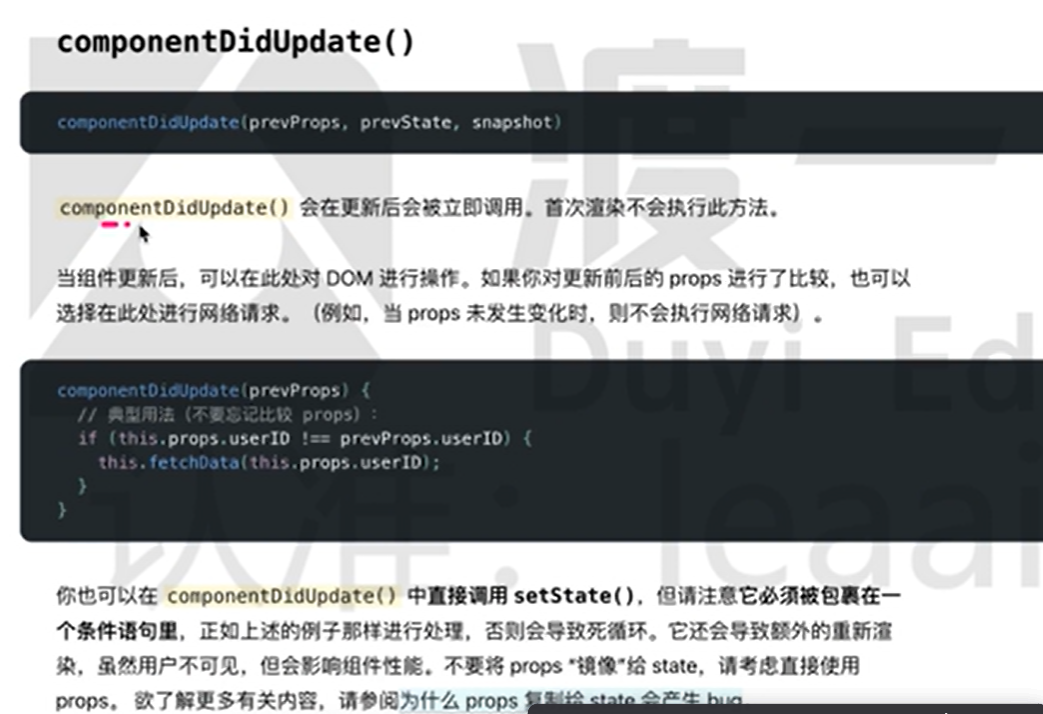 componentDidUpdate()
componentDidUpdate(prevProps, prevState, snapshot)
componentDidUpdate() 会在更新后会被立即调用。首次渲染不会执行此方法。
当组件更新后，可以在此处对 DOM 进行操作。如果你对更新前后的 props 进行了比较，也可以
选择在此处进行网络请求。（例如，当 props 未发生变化时，则不会执行网络请求）。
componentDidUpdate(prevProps) {
// 典型用法（不要忘记比较 props）：
if (this.props.userID !== prevProps.userID) {
this.fetchData(this.props.userID);
}
}
你也可以在 componentDidUpdate() 中直接调用 setState()，但请注意它必须被包裹在一
个条件语句里，正如上述的例子那样进行处理，否则会导致死循环。它还会导致额外的重新渲
染，虽然用户不可见，但会影响组件性能。不要将 props “镜像”给 state，请考虑直接使用
props。 欲了解更多有关内容，请参阅为什么 props 复制给 state 会产生 bug
渡一
Duyi Ed
认准：leaai